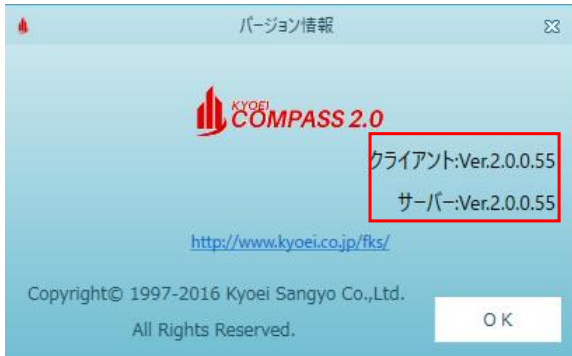 バージョン情報
KYOEI
COMPASS 2.0
クライアント:Ver.2.0.0.55
サーバー:Ver.2.0.0.55
http://www.kyoei.co.jp/fks/
Copyright© 1997-2016 Kyoei Sangyo Co.,Ltd.
All Rights Reserved.
ＯＫ